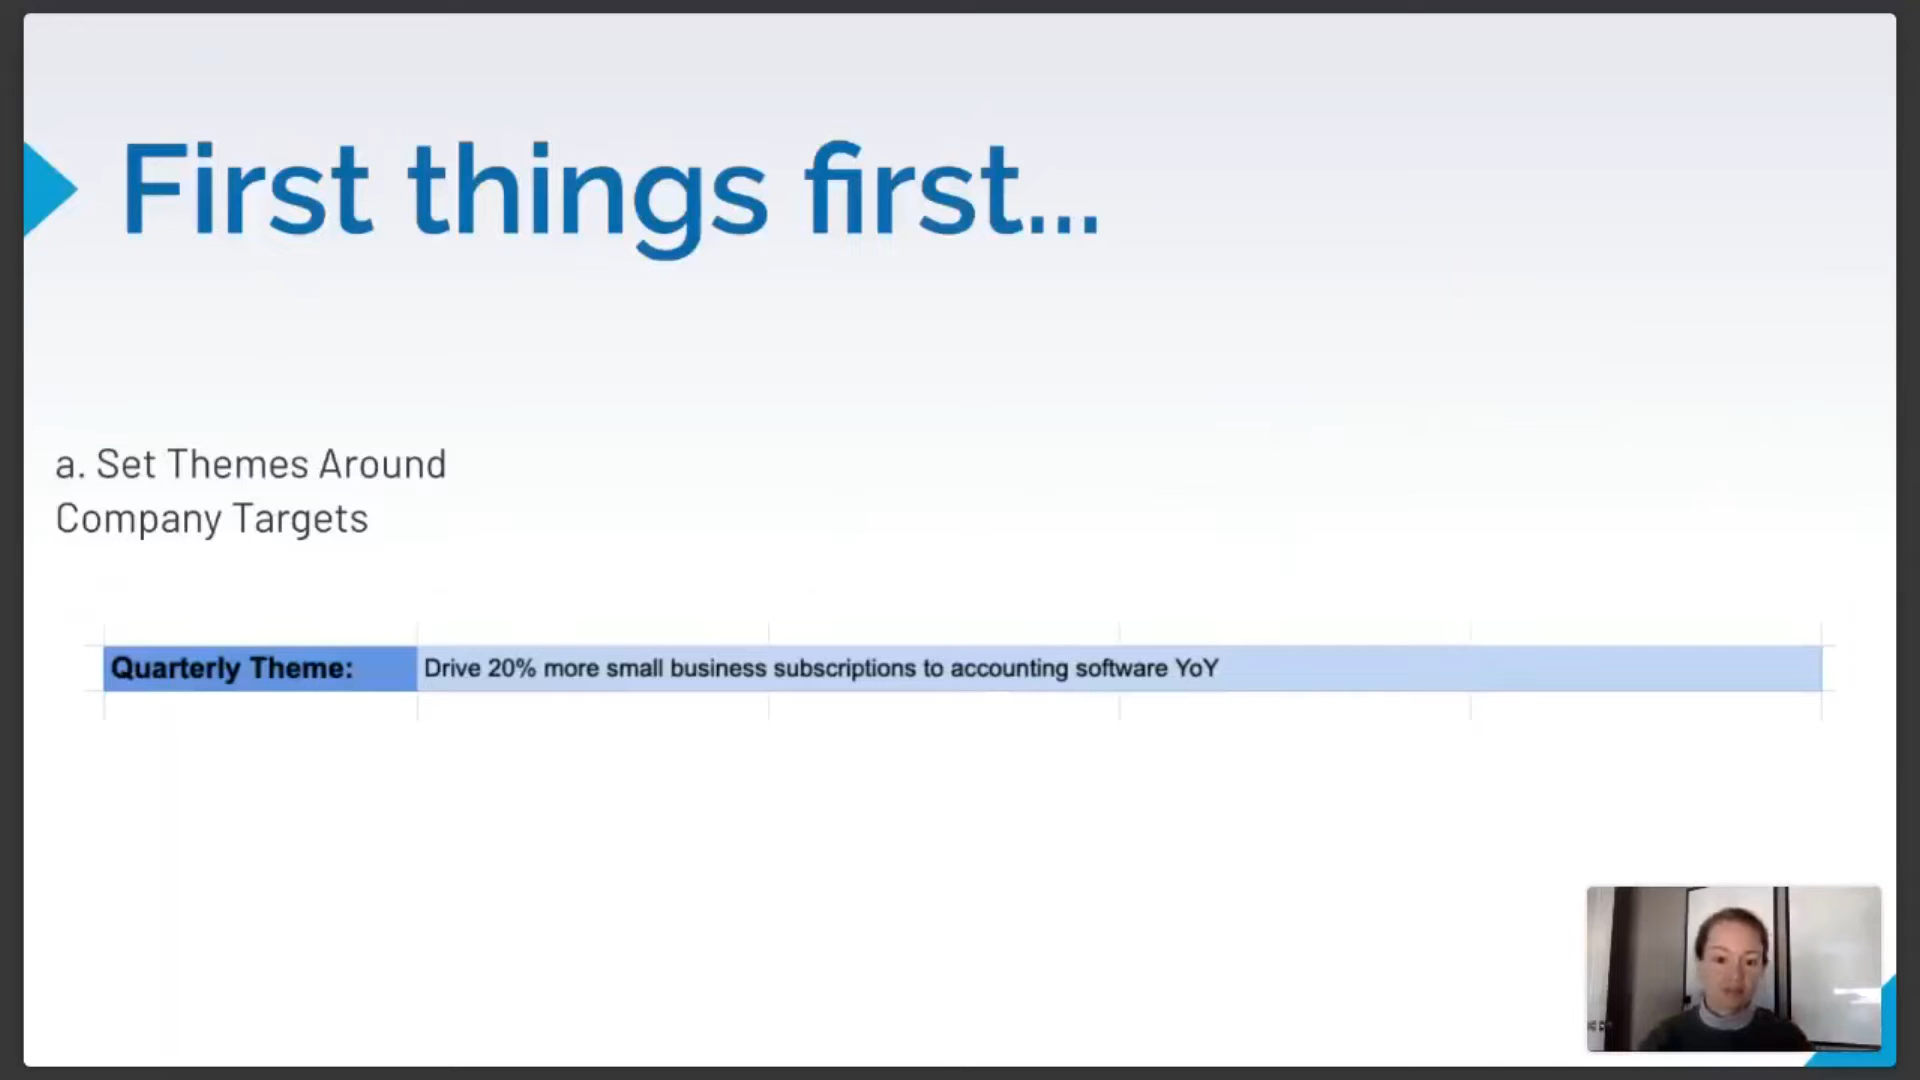 First things first...
a. Set Themes Around
Company Targets
Quarterly Theme: Drive 20% more small business subscriptions to accounting software YoY